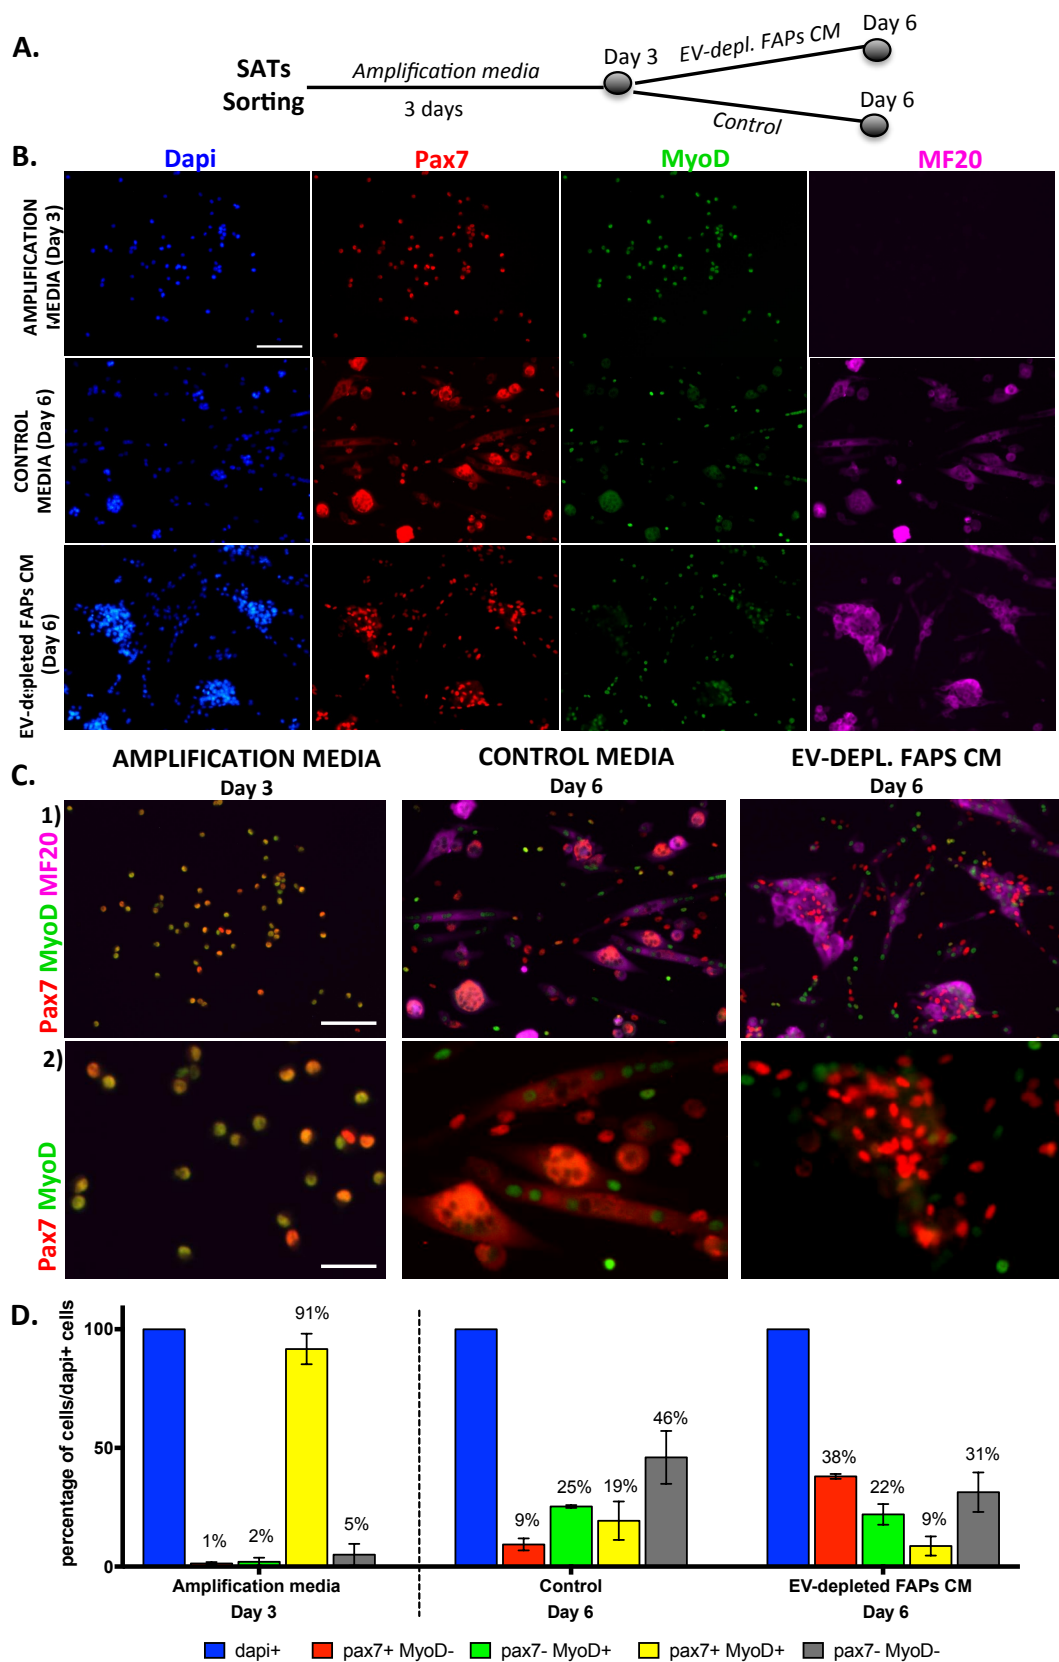 A.
SATs
Sorting
Amplification media
3 days
Day 3
EV-depl. FAPs CM
Day 6
Control
Day 6
B.
Dapi
Pax7
MyoD
MF20
AMPLIFICATION
MEDIA (Day 3)
CONTROL
MEDIA (Day 6)
EV-depleted FAPs CM
(Day 6)
C.
AMPLIFICATION MEDIA
Day 3
CONTROL MEDIA
Day 6
EV-DEPL. FAPS CM
Day 6
1)
Pax7 MyoD MF20
2)
Pax7 MyoD
D.
percentage of cells/dapi+ cells
100
50
0
1%
2%
91%
5%
9%
25%
19%
46%
38%
22%
9%
31%
Amplification media
Day 3
Control
Day 6
EV-depleted FAPs CM
Day 6
dapi+
pax7+ MyoD-
pax7- MyoD+
pax7+ MyoD+
pax7- MyoD-